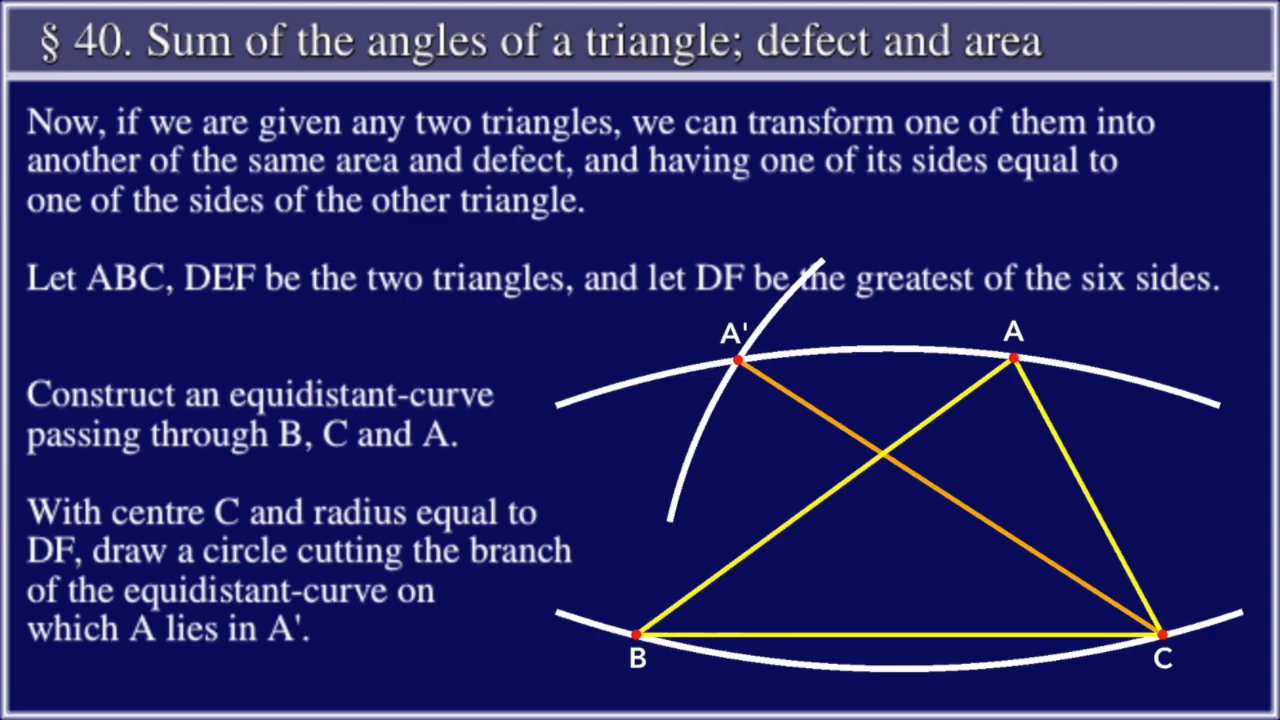 § 40. Sum of the angles of a triangle; defect and area
Now, if we are given any two triangles, we can transform one of them into
another of the same area and defect, and having one of its sides equal to
one of the sides of the other triangle.
Let ABC, DEF be the two triangles, and let DF be the greatest of the six sides.
A'
A
Construct an equidistant-curve
passing through B, C and A.
With centre C and radius equal to
DF, draw a circle cutting the branch
of the equidistant-curve on
which A lies in A'.
B
C